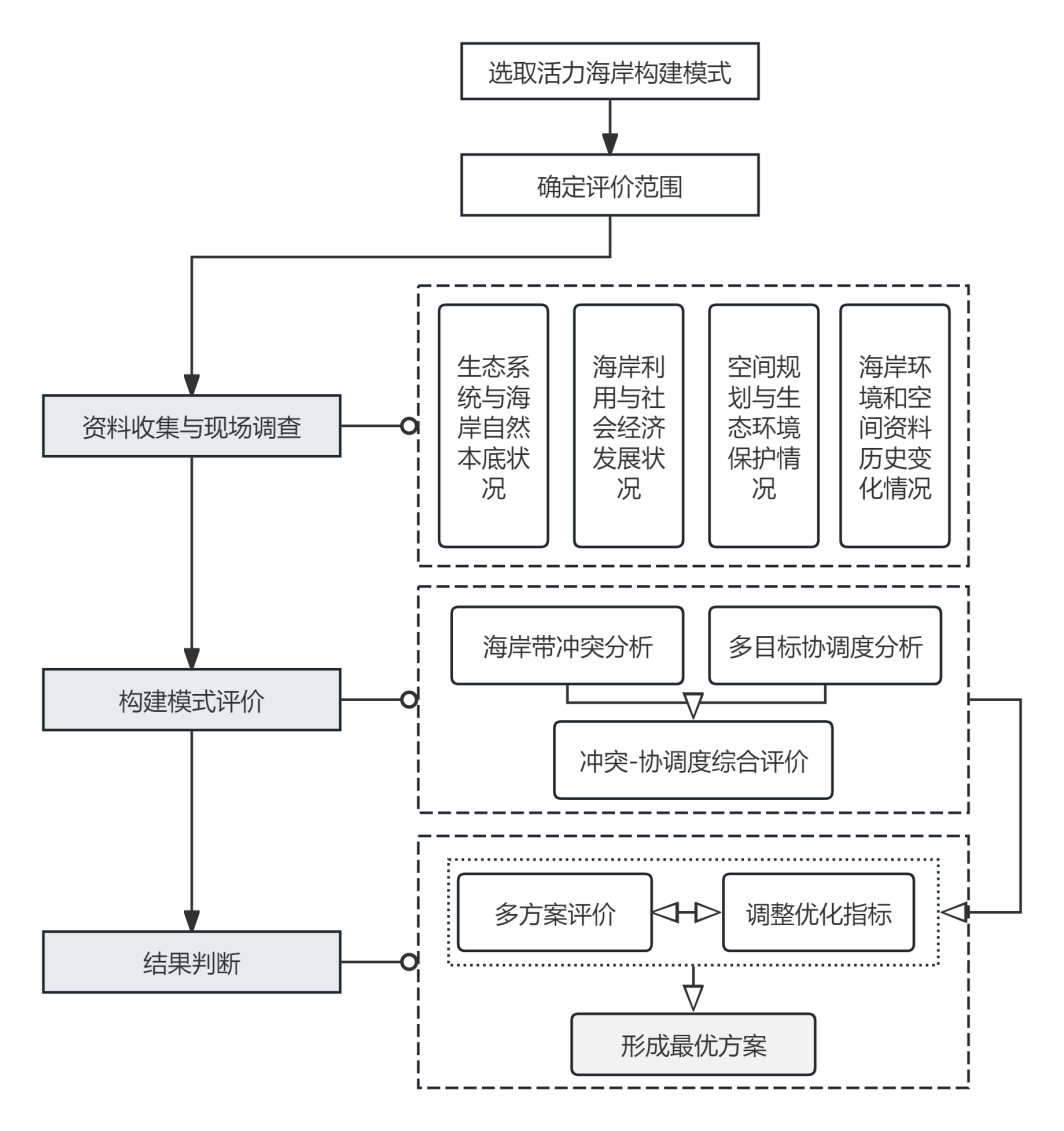 选取活力海岸构建模式
确定评价范围
资料收集与现场调查
生态系
统与海
岸自然
本底状
况
海岸利
用与社
会经济
发展状
况
空间规
划与生
态环境
保护情
况
海岸环
境和空
间资料
历史变
化情况
构建模式评价
海岸带冲突分析
多目标协调度分析
冲突-协调度综合评价
结果判断
多方案评价
调整优化指标
形成最优方案